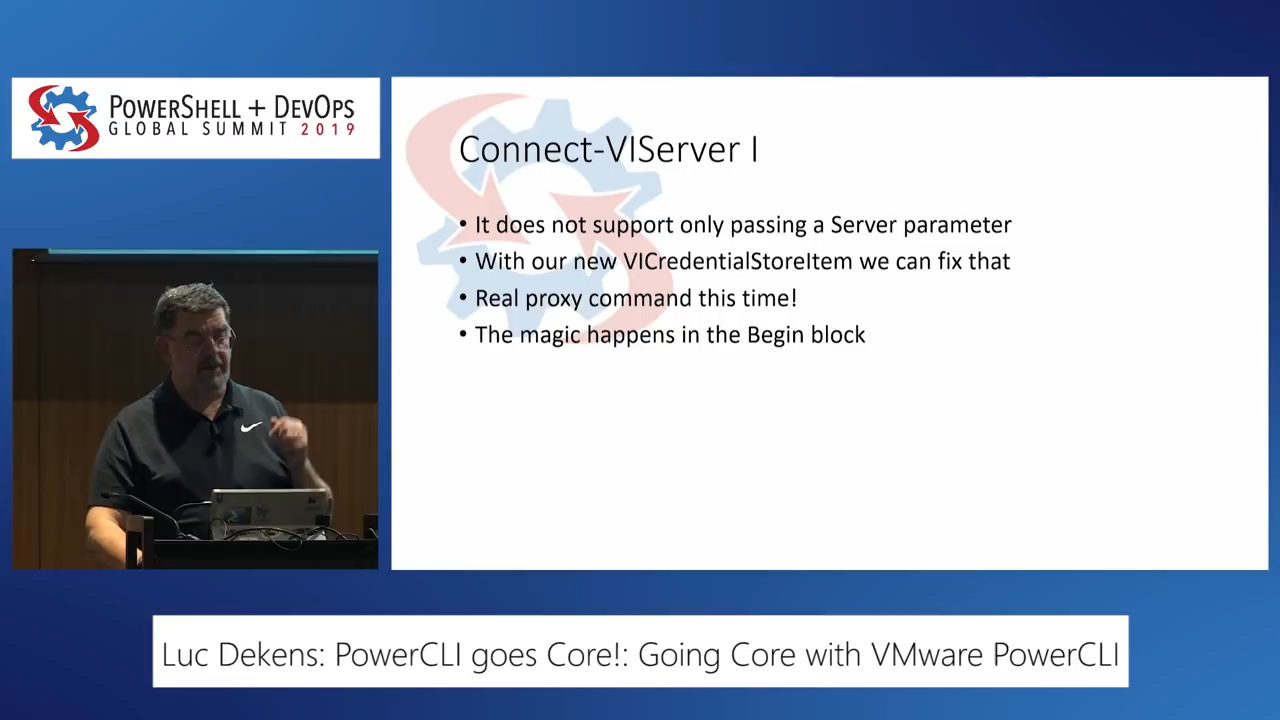 POWERSHELL + DEVOPS
GLOBAL SUMMIT 2019
Connect-VIServer I
• It does not support only passing a Server parameter
• With our new VICredentialStoreItem we can fix that
• Real proxy command this time!
• The magic happens in the Begin block
Luc Dekens: PowerCLI goes Core!: Going Core with VMware PowerCLI